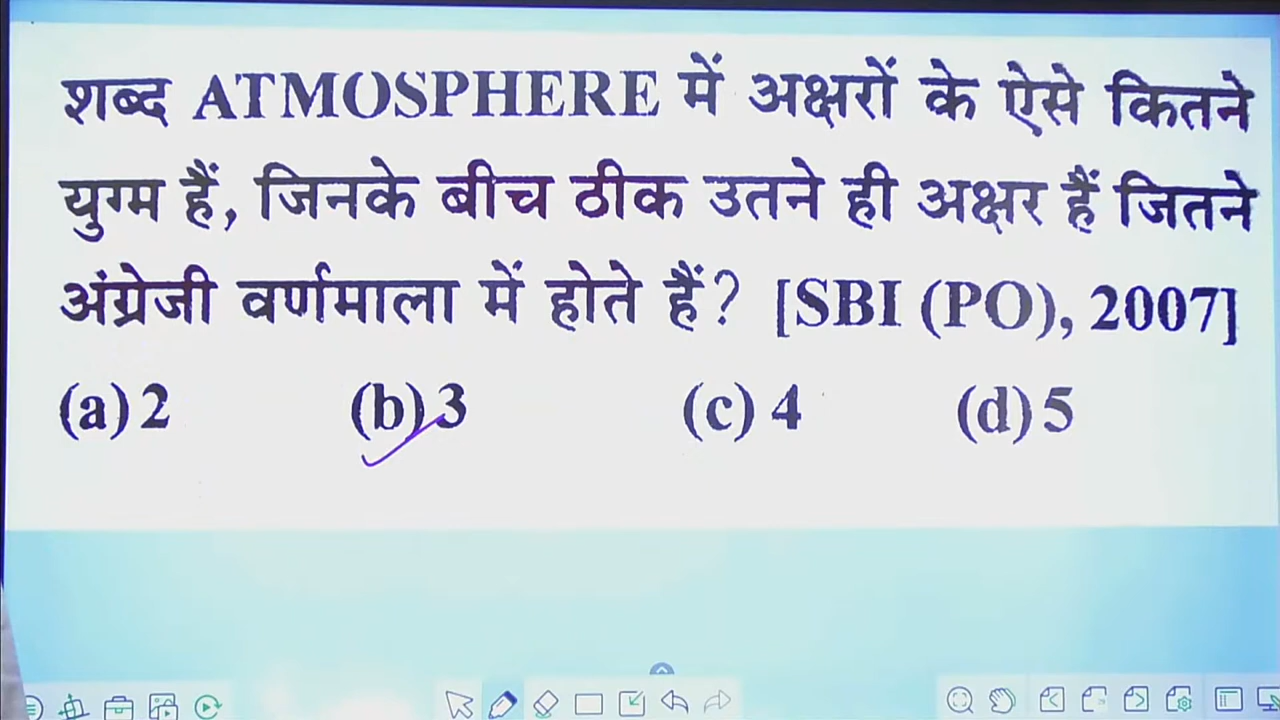 शब्द ATMOSPHERE में अक्षरों के ऐसे कितने
युग्म हैं, जिनके बीच ठीक उतने ही अक्षर हैं जितने
अंग्रेजी वर्णमाला में होते हैं? [SBI (PO), 2007]
(a) 2 (b) 3 (c) 4 (d) 5